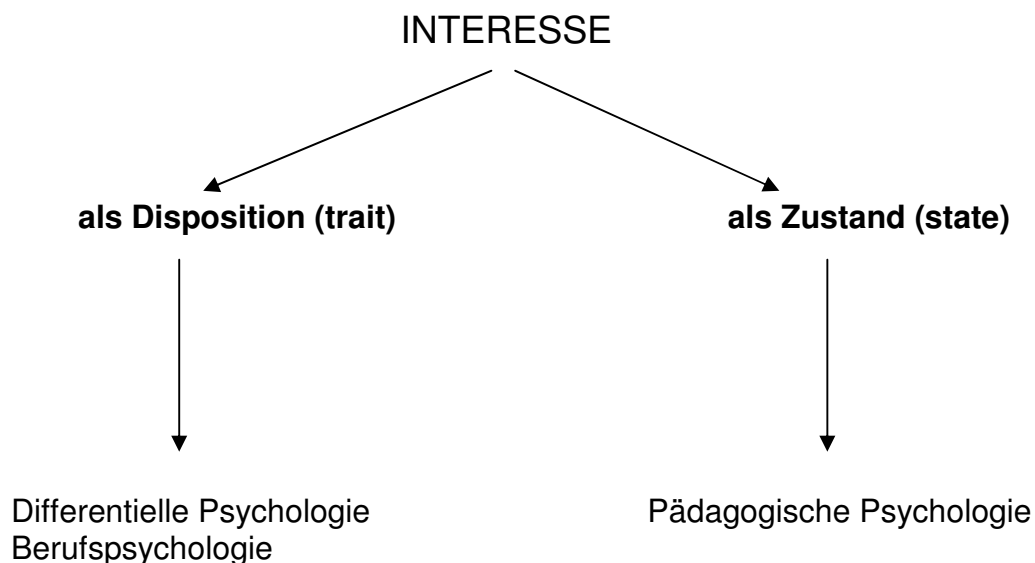 INTERESSE
als Disposition (trait)
als Zustand (state)
Differentielle Psychologie
Berufspsychologie
Pädagogische Psychologie